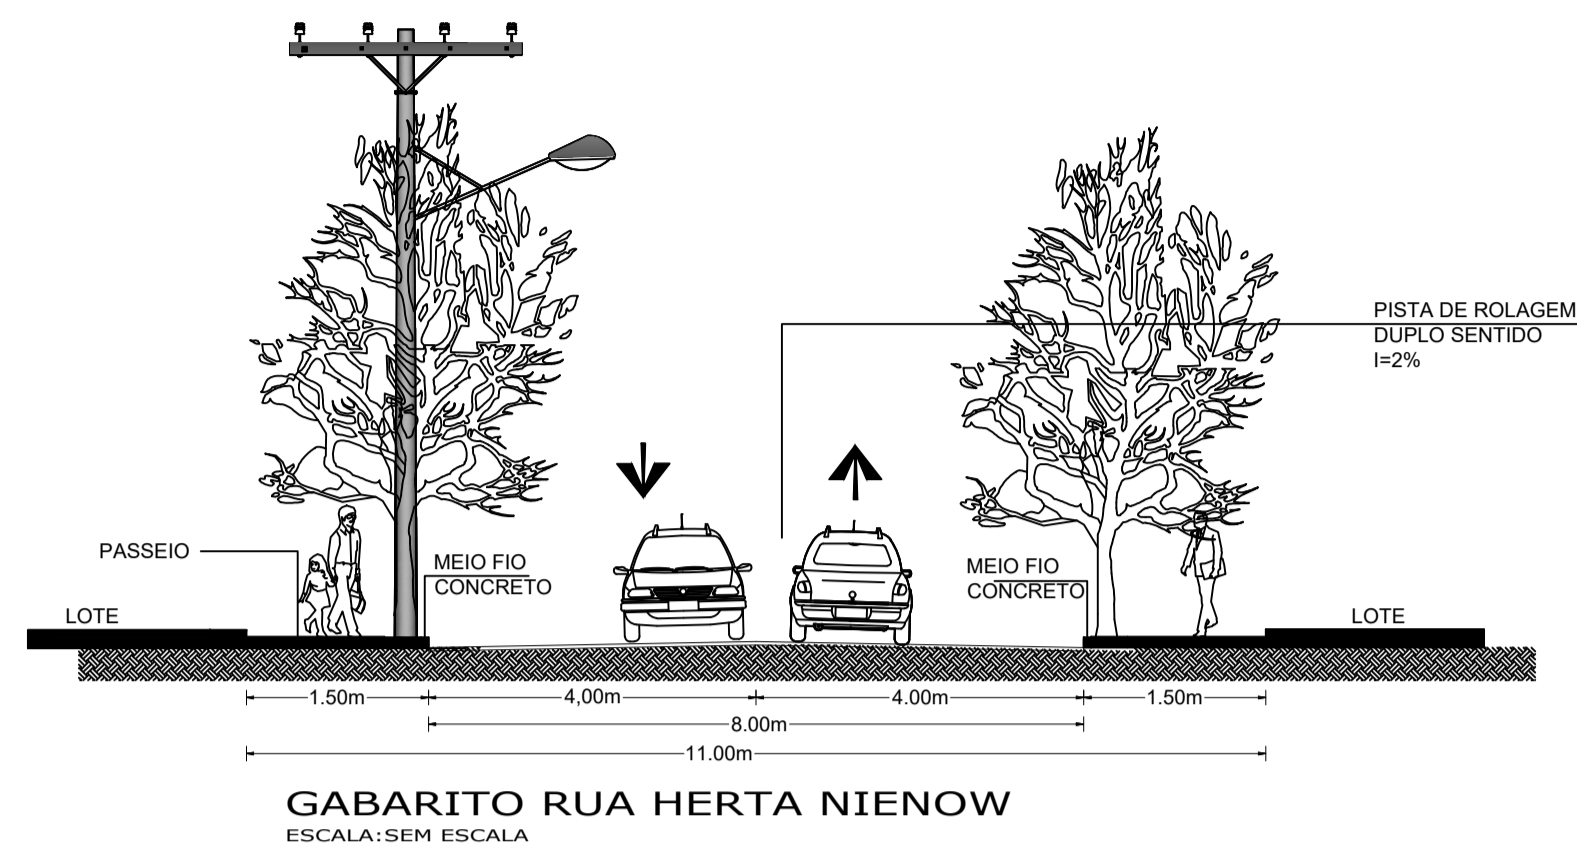 PISTA DE ROLAGEM
DUPLO SENTIDO
I=2%
PASSEIO
MEIO FIO
CONCRETO
MEIO FIO
CONCRETO
LOTE
LOTE
1.50m
4,00m
4.00m
1.50m
8.00m
11.00m
GABARITO RUA HERTA NIENOW
ESCALA:SEM ESCALA